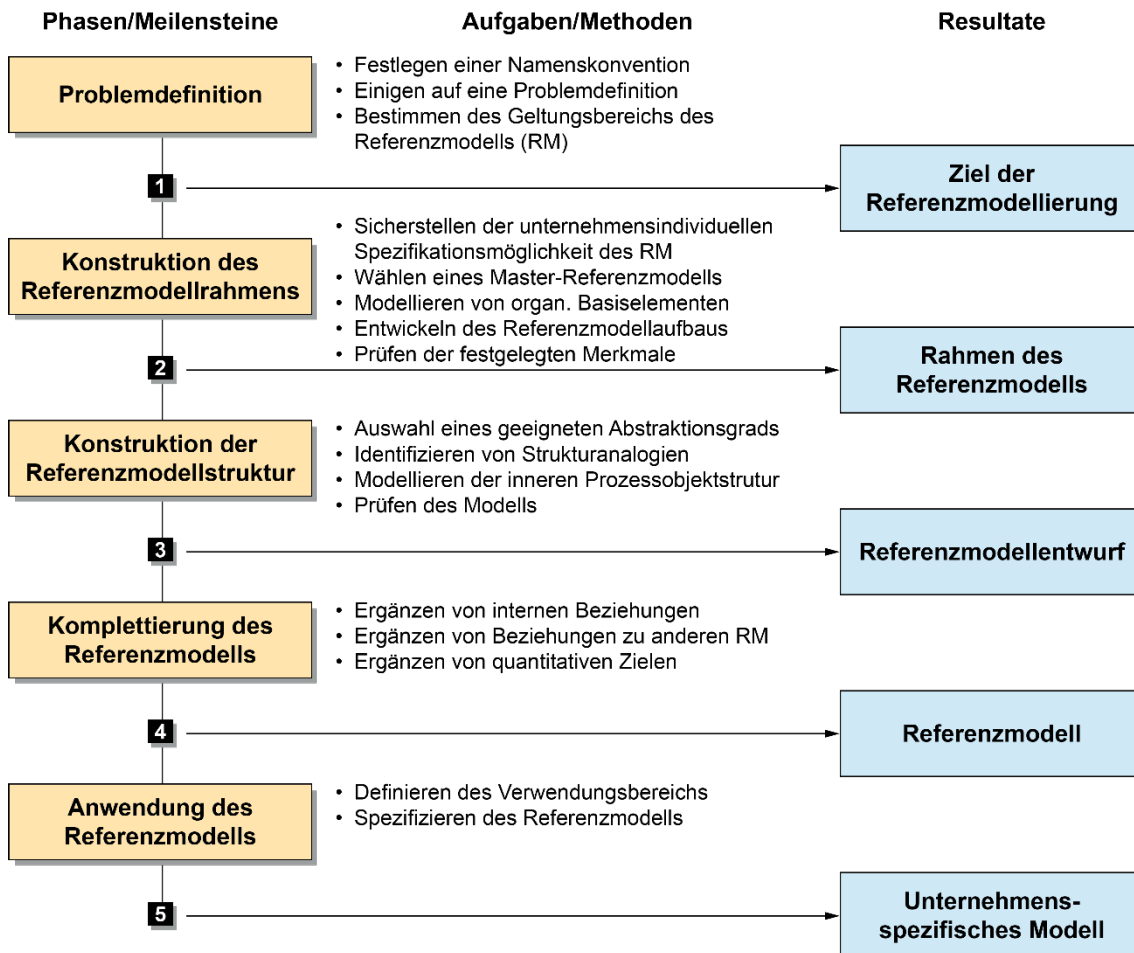 Phasen/Meilensteine
Aufgaben/Methoden
Resultate
Problemdefinition
• Festlegen einer Namenskonvention
• Einigen auf eine Problemdefinition
• Bestimmen des Geltungsbereichs des
Referenzmodells (RM)
1
Ziel der
Referenzmodellierung
Konstruktion des
Referenzmodellrahmens
• Sicherstellen der unternehmensindividuellen
Spezifikationsmöglichkeit des RM
• Wählen eines Master-Referenzmodells
• Modellieren von organ. Basiselementen
• Entwickeln des Referenzmodellaufbaus
• Prüfen der festgelegten Merkmale
2
Rahmen des
Referenzmodells
Konstruktion der
Referenzmodellstruktur
• Auswahl eines geeigneten Abstraktionsgrads
• Identifizieren von Strukturanalogien
• Modellieren der inneren Prozessobjektstrutur
• Prüfen des Modells
3
Referenzmodellentwurf
Komplettierung des
Referenzmodells
• Ergänzen von internen Beziehungen
• Ergänzen von Beziehungen zu anderen RM
• Ergänzen von quantitativen Zielen
4
Referenzmodell
Anwendung des
Referenzmodells
• Definieren des Verwendungsbereichs
• Spezifizieren des Referenzmodells
5
Unternehmens-
spezifisches Modell